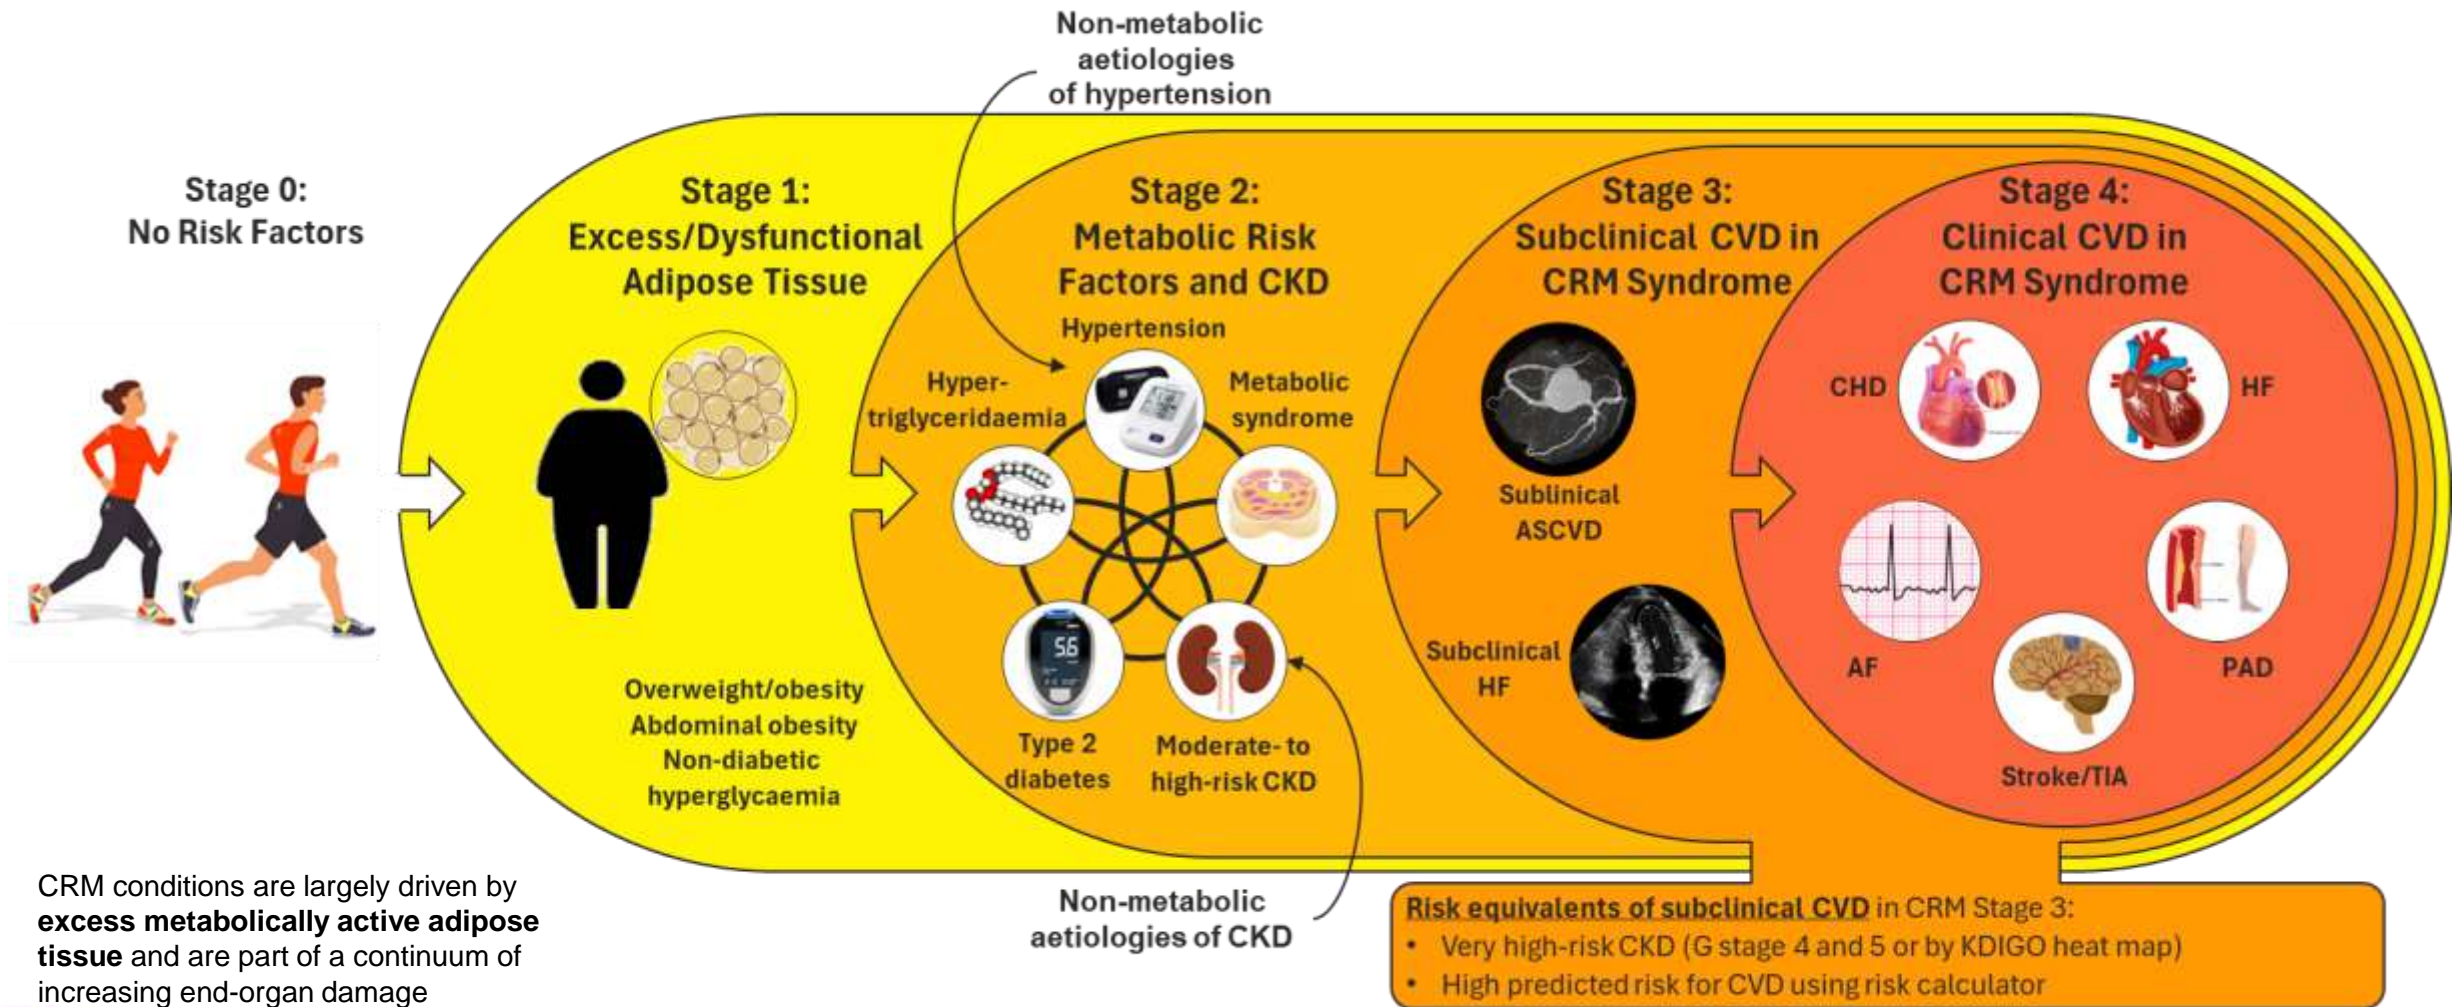 Non-metabolic
aetiologies
of hypertension
Stage 0:
No Risk Factors
Stage 1:
Excess/Dysfunctional
Adipose Tissue
Overweight/obesity
Abdominal obesity
Non-diabetic
hyperglycaemia
Stage 2:
Metabolic Risk
Factors and CKD
Hypertension
Hyper-
triglyceridaemia
Metabolic
syndrome
56
Type 2
diabetes
Moderate- to
high-risk CKD
Stage 3:
Subclinical CVD in
CRM Syndrome
Sublinical
ASCVD
Subclinical
HF
Stage 4:
Clinical CVD in
CRM Syndrome
CHD
HF
AF
PAD
Stroke/TIA
CRM conditions are largely driven by
excess metabolically active adipose
tissue and are part of a continuum of
increasing end-organ damage
Non-metabolic
aetiologies of CKD
Risk equivalents of subclinical CVD in CRM Stage 3:
• Very high-risk CKD (G stage 4 and 5 or by KDIGO heat map)
• High predicted risk for CVD using risk calculator